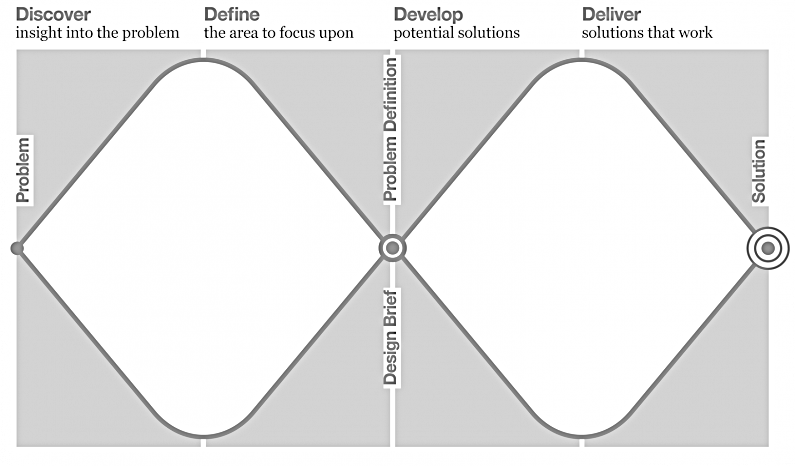 Discover
insight into the problem
Define
the area to focus upon
Develop
potential solutions
Deliver
solutions that work
Problem
Problem Definition
Design Brief
Solution